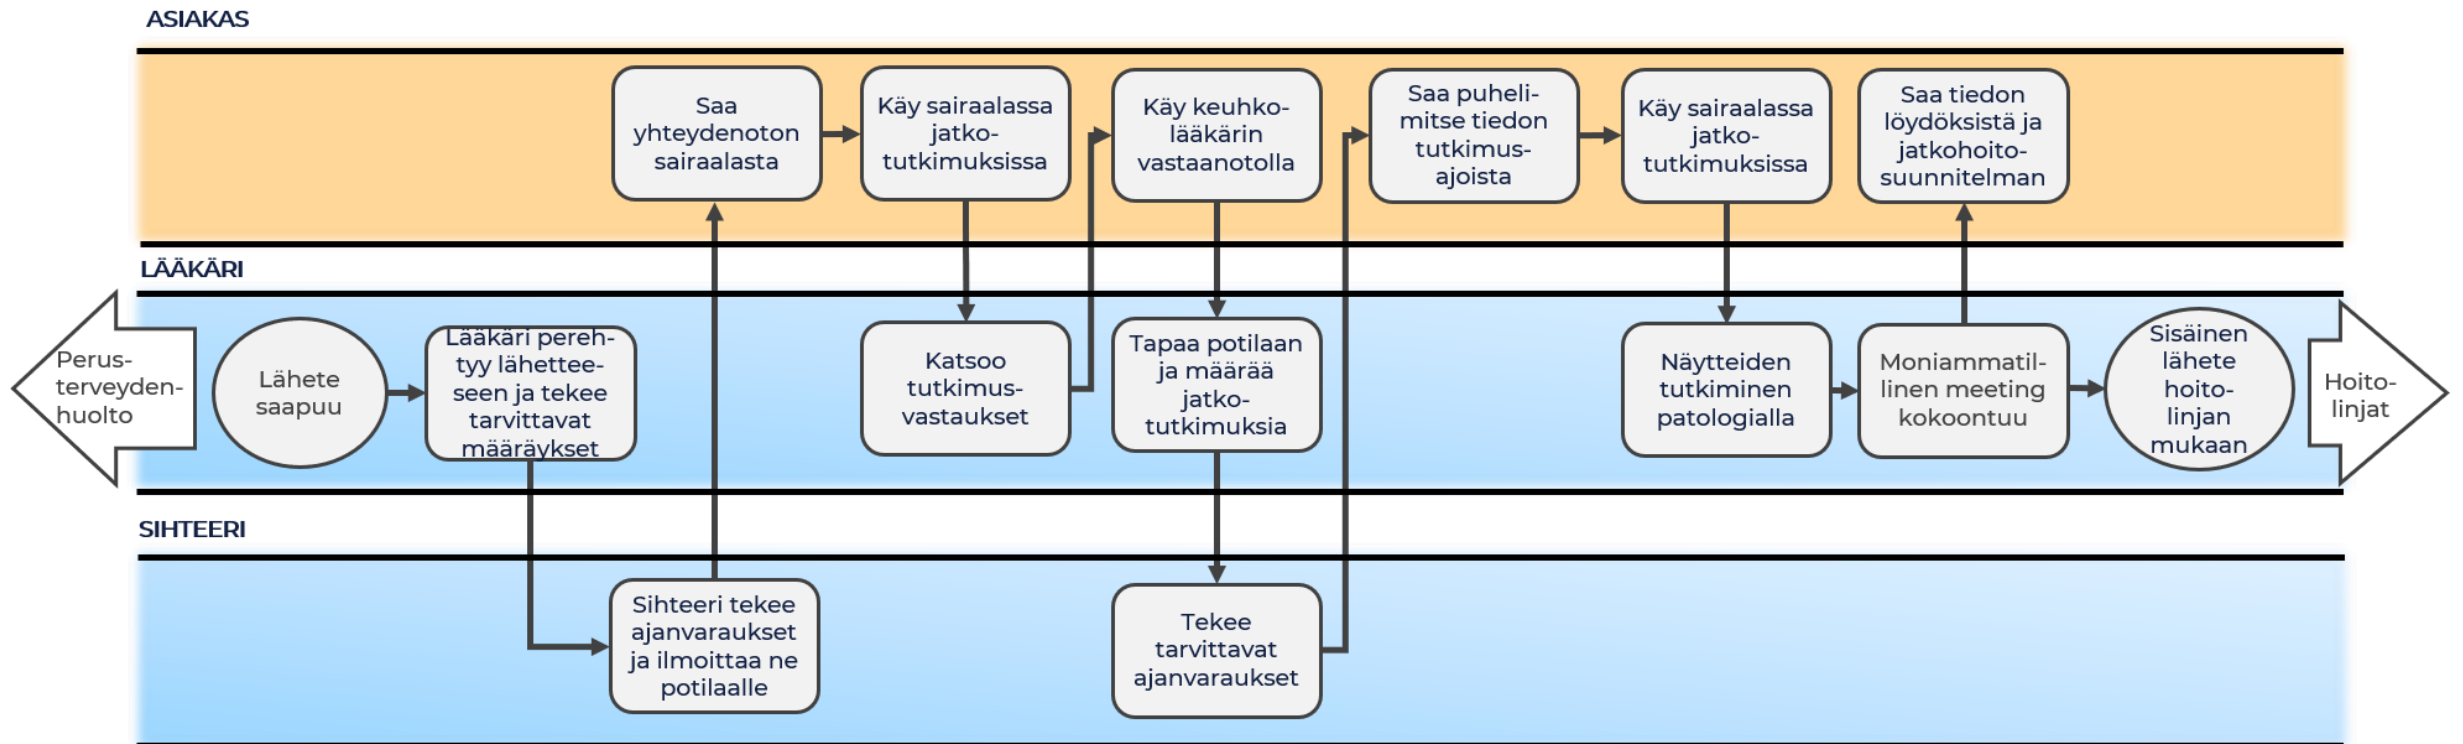 ASIAKAS
Saa
yhteydenoton
sairaalasta
Käy sairaalassa
jatko-
tutkimuksissa
Käy keuhko-
lääkärin
vastaanotolla
Saa puheli-
mitse tiedon
tutkimus-
ajoista
Käy sairaalassa
jatko-
tutkimuksissa
Saa tiedon
löydöksistä ja
jatkohoito-
suunnitelman
LÄÄKÄRI
Perus-
terveyden-
huolto
Lähete
saapuu
Lääkäri pereh-
tyy lähettee-
seen ja tekee
tarvittavat
määräykset
Katsoo
tutkimus-
vastaukset
Tapaa potilaan
ja määrää
jatko-
tutkimuksia
Näytteiden
tutkiminen
patologialla
Moniammatil-
linen meeting
kokoontuu
Sisäinen
lähete
hoito-
linjan
mukaan
Hoito-
linjat
SIHTEERI
Sihteeri tekee
ajanvaraukset
ja ilmoittaa ne
potilaalle
Tekee
tarvittavat
ajanvaraukset